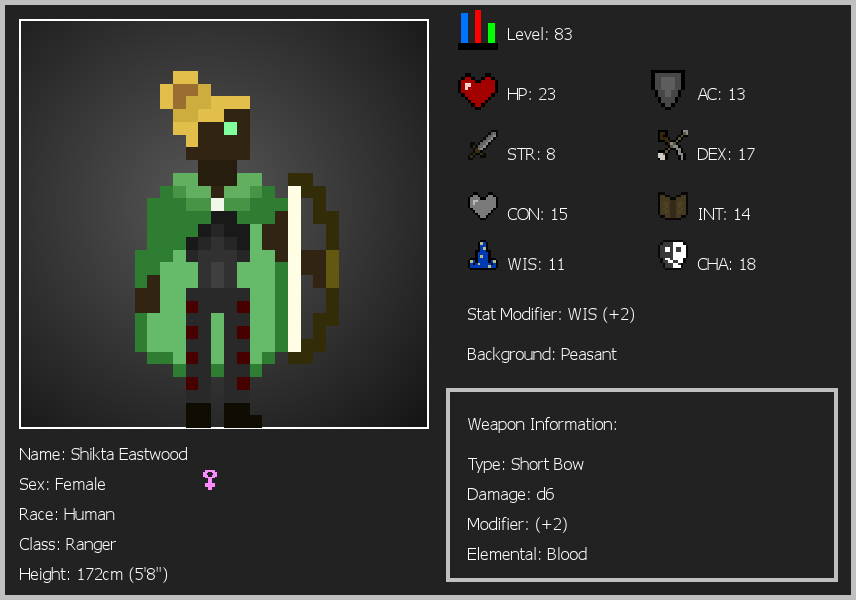 Level: 83
HP: 23
AC: 13
STR: 8
DEX: 17
CON: 15
INT: 14
WIS: 11
CHA: 18
Stat Modifier: WIS (+2)
Background: Peasant
Weapon Information:
Type: Short Bow
Damage: d6
Modifier: (+2)
Elemental: Blood
Name: Shikta Eastwood
Sex: Female
Race: Human
Class: Ranger
Height: 172cm (5'8")